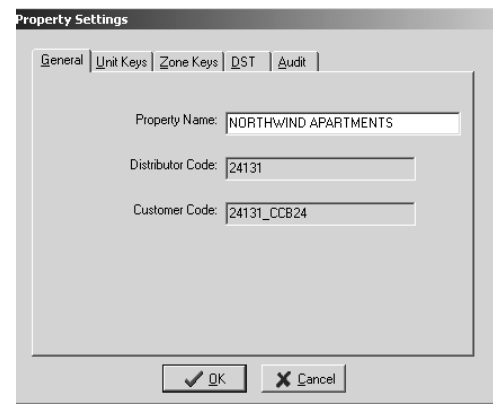 Property Settings
General Unit Keys Zone Keys DST Audit
Property Name: NORTHWIND APARTMENTS
Distributor Code: 24131
Customer Code: 24131_CCB24
OK Cancel